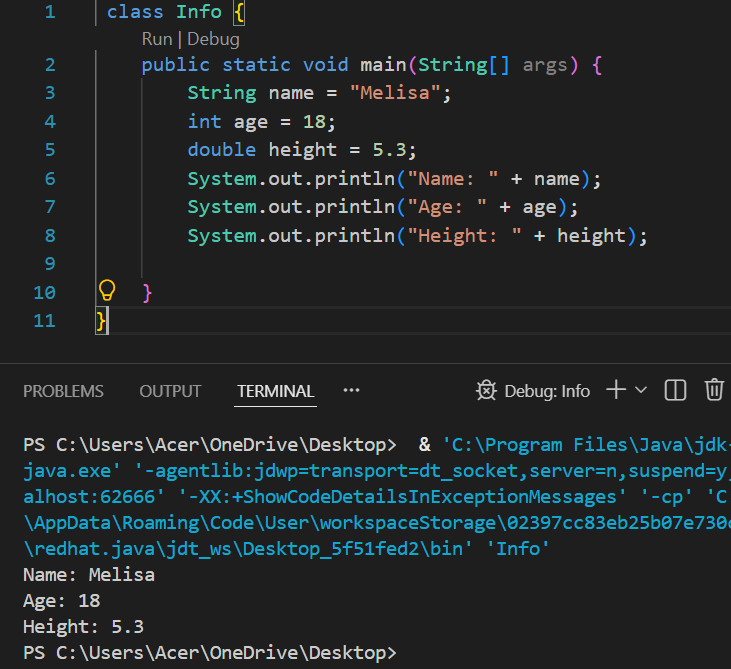 1 class Info {
Run | Debug
2 public static void main(String[] args) {
3 String name = "Melisa";
4 int age = 18;
5 double height = 5.3;
6 System.out.println("Name: " + name);
7 System.out.println("Age: " + age);
8 System.out.println("Height: " + height);
9
10 }
11 }
PROBLEMS OUTPUT TERMINAL ··· Debug: Info
PS C:\Users\Acer\OneDrive\Desktop>  & 'C:\Program Files\Java\jdk-
java.exe' '-agentlib:jdwp=transport=dt_socket,server=n,suspend=y,
alhost:62666' '-XX:+ShowCodeDetailsInExceptionMessages' '-cp' 'C
\AppData\Roaming\Code\User\workspaceStorage\02397cc83eb25b07e730c
\redhat.java\jdt_ws\Desktop_5f51fed2\bin' 'Info'
Name: Melisa
Age: 18
Height: 5.3
PS C:\Users\Acer\OneDrive\Desktop>